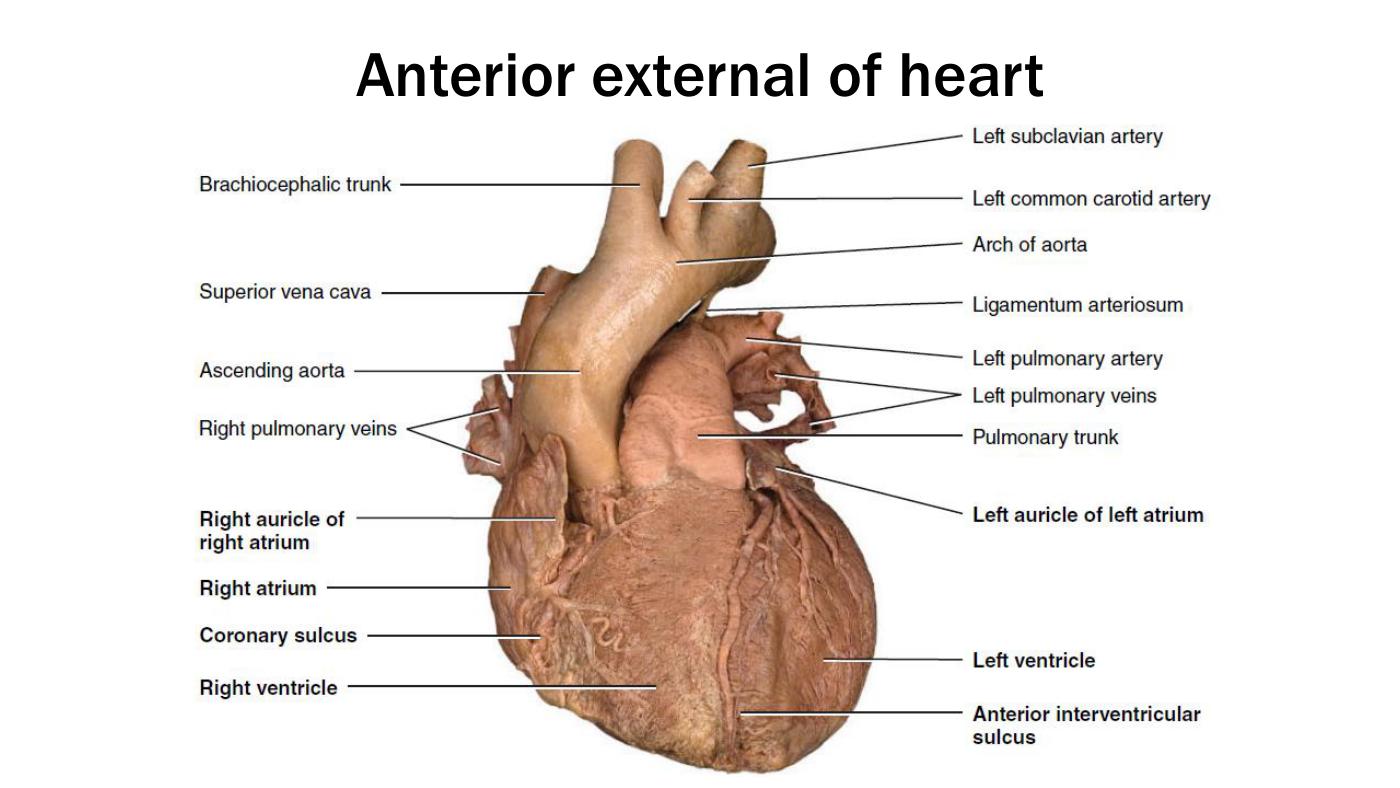 Anterior external of heart
Brachiocephalic trunk
Superior vena cava
Ascending aorta
Right pulmonary veins
Right auricle of
right atrium
Right atrium
Coronary sulcus
Right ventricle
Left subclavian artery
Left common carotid artery
Arch of aorta
Ligamentum arteriosum
Left pulmonary artery
Left pulmonary veins
Pulmonary trunk
Left auricle of left atrium
Left ventricle
Anterior interventricular
sulcus